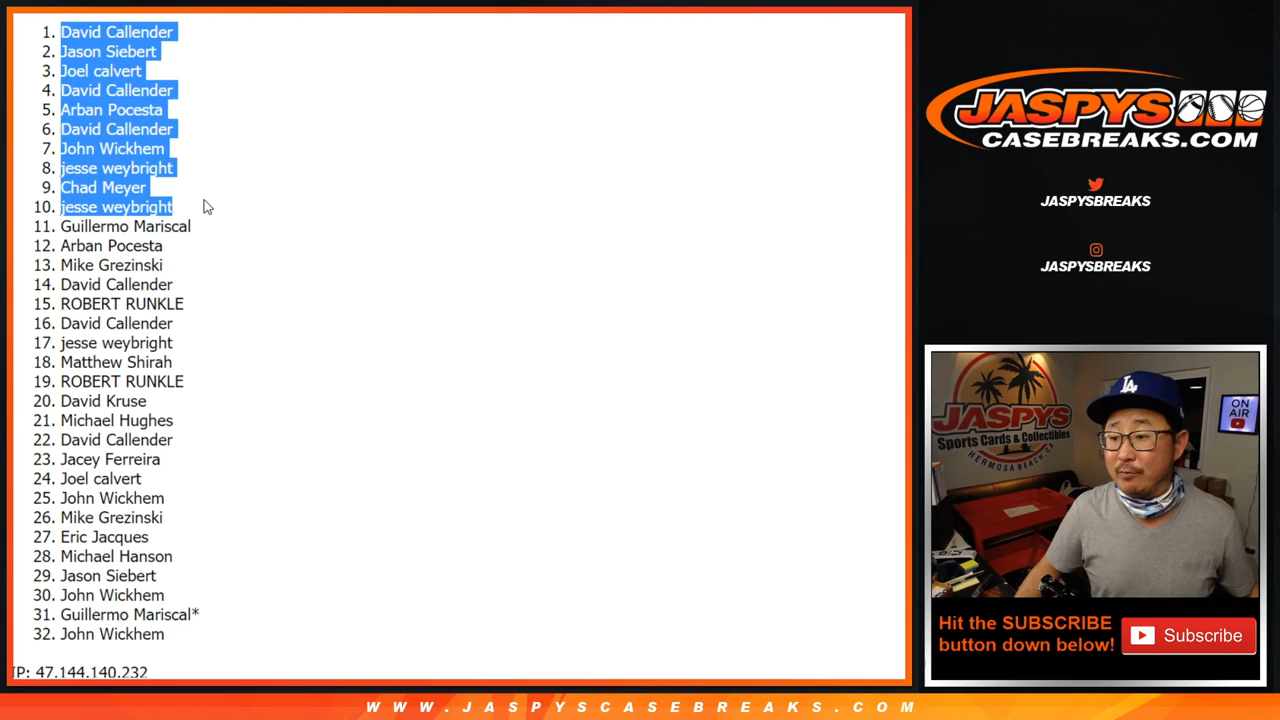 1. David Callender
2. Jason Siebert
3. Joel calvert
4. David Callender
5. Arban Pocesta
6. David Callender
7. John Wickhem
8. jesse weybright
9. Chad Meyer
10. jesse weybright
11. Guillermo Mariscal
12. Arban Pocesta
13. Mike Grezinski
14. David Callender
15. ROBERT RUNKLE
16. David Callender
17. jesse weybright
18. Matthew Shirah
19. ROBERT RUNKLE
20. David Kruse
21. Michael Hughes
22. David Callender
23. Jacey Ferreira
24. Joel calvert
25. John Wickhem
26. Mike Grezinski
27. Eric Jacques
28. Michael Hanson
29. Jason Siebert
30. John Wickhem
31. Guillermo Mariscal*
32. John Wickhem
IP: 47.144.140.232
JASPYS
CASEBREAKS.COM
JASPYSBREAKS
JASPYSBREAKS
JASPYS
Sports Cards & Collectibles
HERMOSA BEACH, CA
LA
ON
AIR
Hit the SUBSCRIBE
button down below!
Subscribe
WWW.JASPYSCASEBREAKS.COM